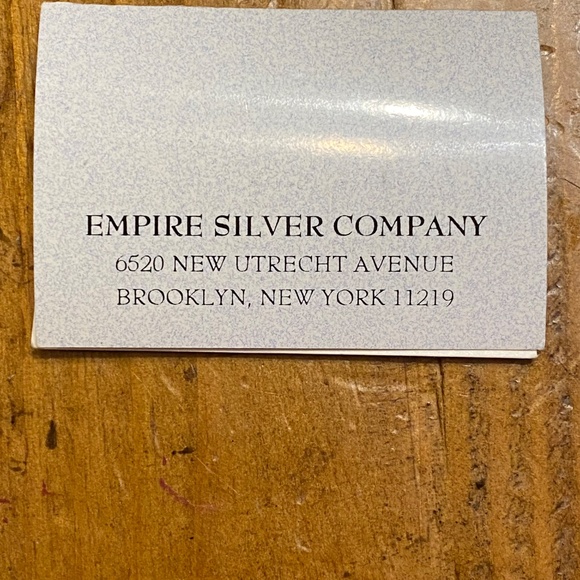 EMPIRE SILVER COMPANY
6520 NEW UTRECHT AVENUE
BROOKLYN, NEW YORK 11219